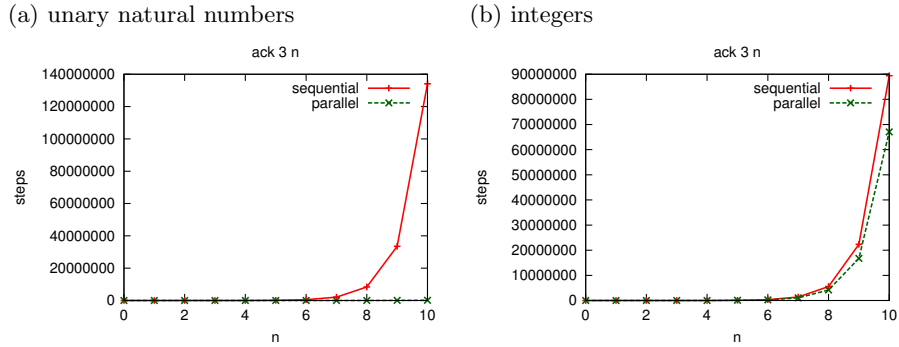 (a) unary natural numbers
ack 3 n
140000000
120000000
100000000
80000000
60000000
40000000
20000000
0
steps
sequential
parallel
0 2 4 6 8 10
n
(b) integers
ack 3 n
90000000
80000000
70000000
60000000
50000000
40000000
30000000
20000000
10000000
0
steps
sequential
parallel
0 2 4 6 8 10
n